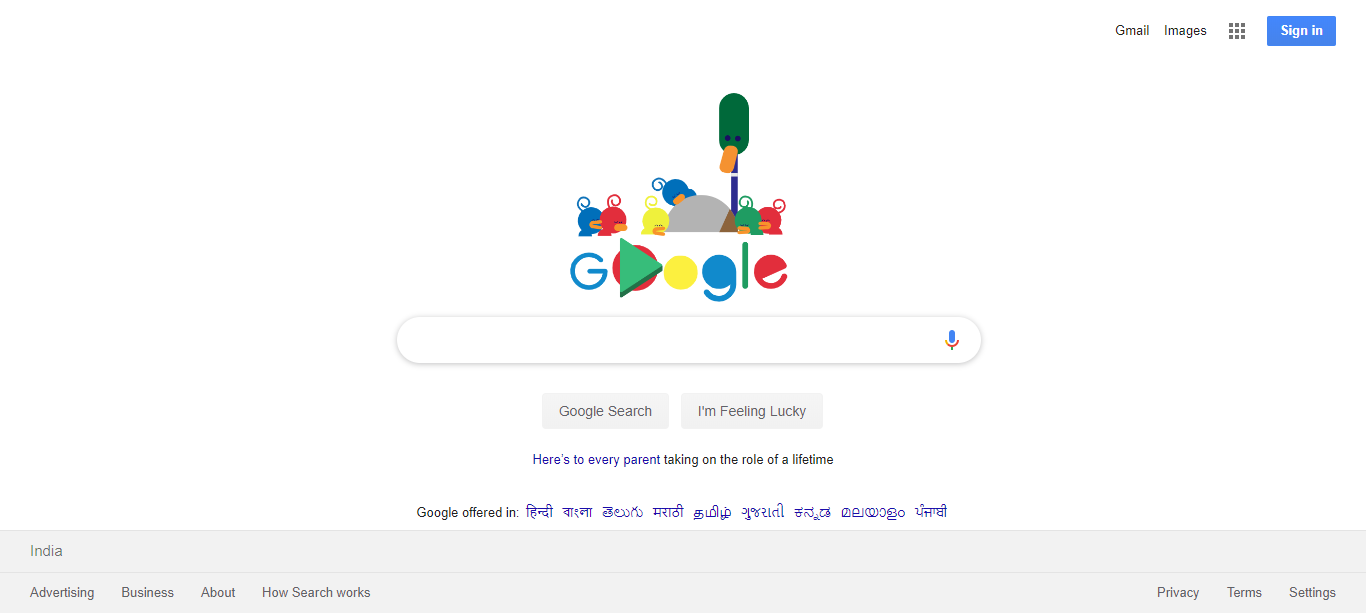 Gmail Images Sign in
Google
Google Search I'm Feeling Lucky
Here's to every parent taking on the role of a lifetime
Google offered in: हिन्दी বাংলা తెలుగు मराठी தமிழ் ગુજરાતી ಕನ್ನಡ മലയാളം ਪੰਜਾਬੀ
India
Advertising Business About How Search works Privacy Terms Settings